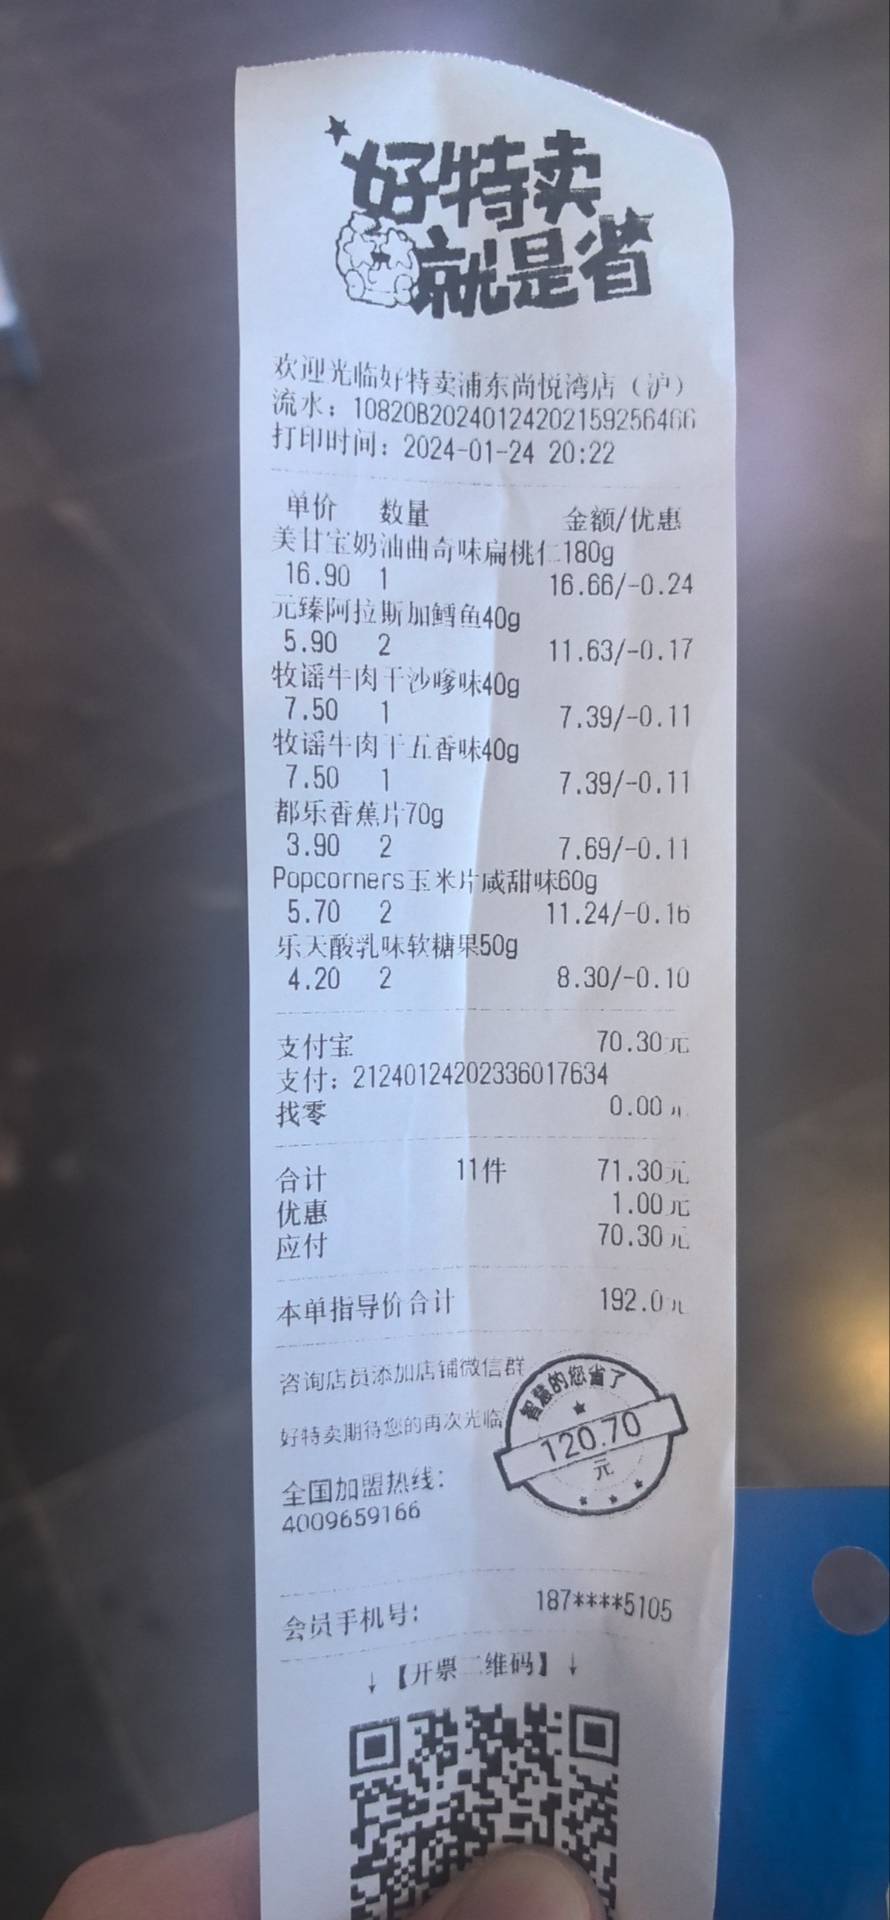 好特卖
就是省
欢迎光临好特卖浦东尚悦湾店（沪）
流水：10820B20240124202159256466
打印时间：2024-01-24 20:22
单价 数量 金额/优惠
美甘宝奶油曲奇味扁桃仁180g
16.90 1 16.66/-0.24
元臻阿拉斯加鳕鱼40g
5.90 2 11.63/-0.17
牧谣牛肉干沙嗲味40g
7.50 1 7.39/-0.11
牧谣牛肉干五香味40g
7.50 1 7.39/-0.11
都乐香蕉片70g
3.90 2 7.69/-0.11
Popcorners玉米片咸甜味60g
5.70 2 11.24/-0.16
乐天酸乳味软糖果50g
4.20 2 8.30/-0.10
支付宝 70.30元
支付：21240124202336017634
找零 0.00元
合计 11件 71.30元
优惠 1.00元
应付 70.30元
本单指导价合计 192.0元
咨询店员添加店铺微信群
好特卖期待您的再次光临
智慧的您省了
120.70
元
全国加盟热线：
4009659166
会员手机号： 187****5105
↓【开票二维码】↓